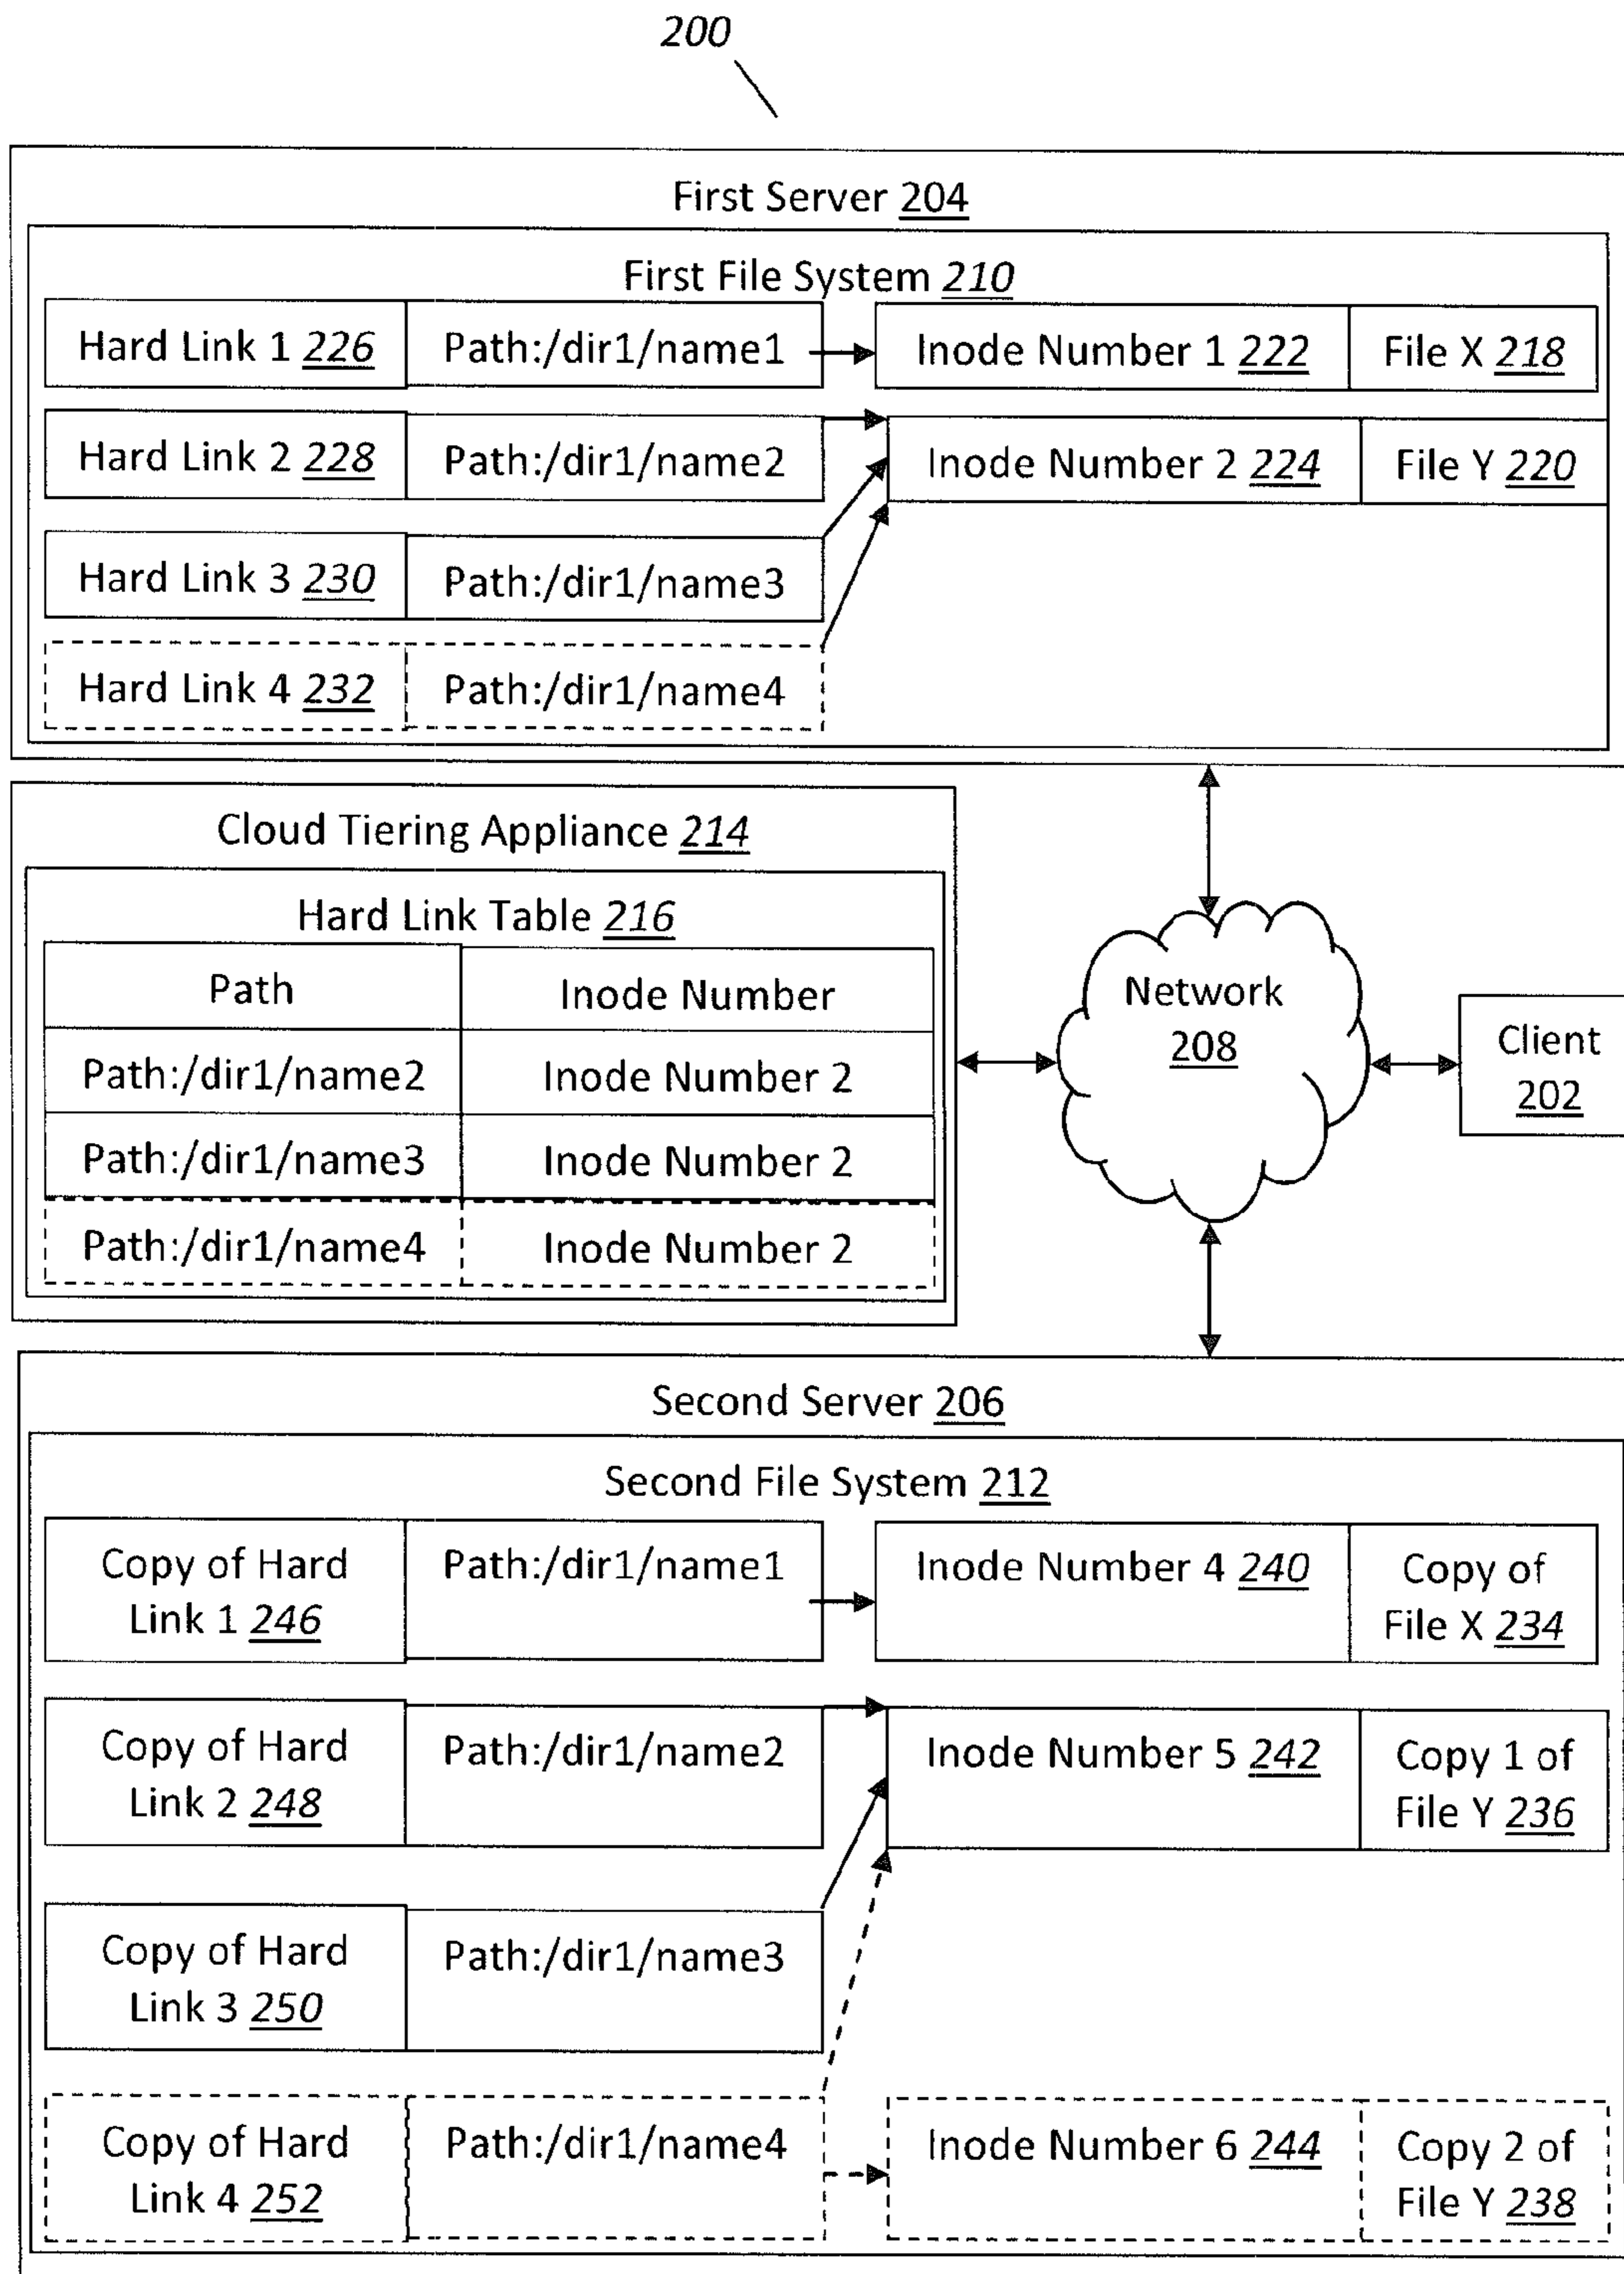 200
First Server 204
First File System 210
Hard Link 1 226 Path:/dir1/name1 Inode Number 1 222 File X 218
Hard Link 2 228 Path:/dir1/name2 Inode Number 2 224 File Y 220
Hard Link 3 230 Path:/dir1/name3
Hard Link 4 232 Path:/dir1/name4
Cloud Tiering Appliance 214
Hard Link Table 216
Path Inode Number
Path:/dir1/name2 Inode Number 2
Path:/dir1/name3 Inode Number 2
Path:/dir1/name4 Inode Number 2
Network
208
Client
202
Second Server 206
Second File System 212
Copy of Hard
Link 1 246
Path:/dir1/name1
Inode Number 4 240
Copy of
File X 234
Copy of Hard
Link 2 248
Path:/dir1/name2
Inode Number 5 242
Copy 1 of
File Y 236
Copy of Hard
Link 3 250
Path:/dir1/name3
Copy of Hard
Link 4 252
Path:/dir1/name4
Inode Number 6 244
Copy 2 of
File Y 238